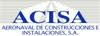 ACISA
AERONAVAL DE CONSTRUCCIONES E
INSTALACIONES, S.A.